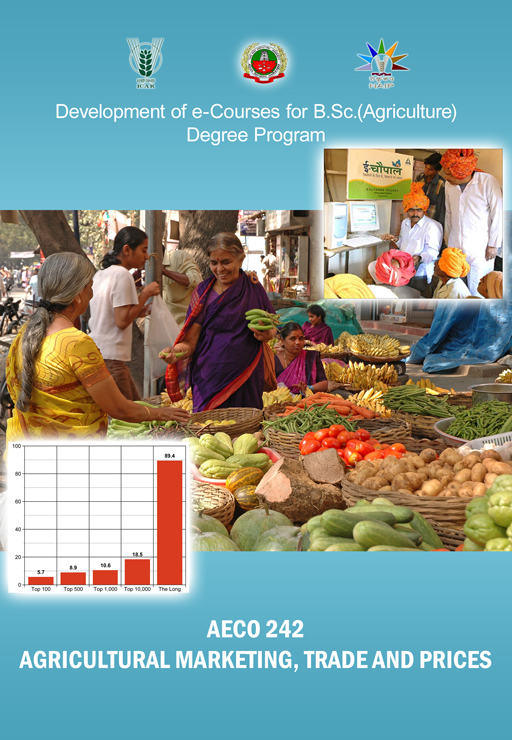 ICAR
NAIP
Development of e-Courses for B.Sc.(Agriculture)
Degree Program
ई-चौपाल
100
80
60
40
20
0
5.7
8.9
10.6
18.5
89.4
Top 100
Top 500
Top 1,000
Top 10,000
The Long
AECO 242
AGRICULTURAL MARKETING, TRADE AND PRICES